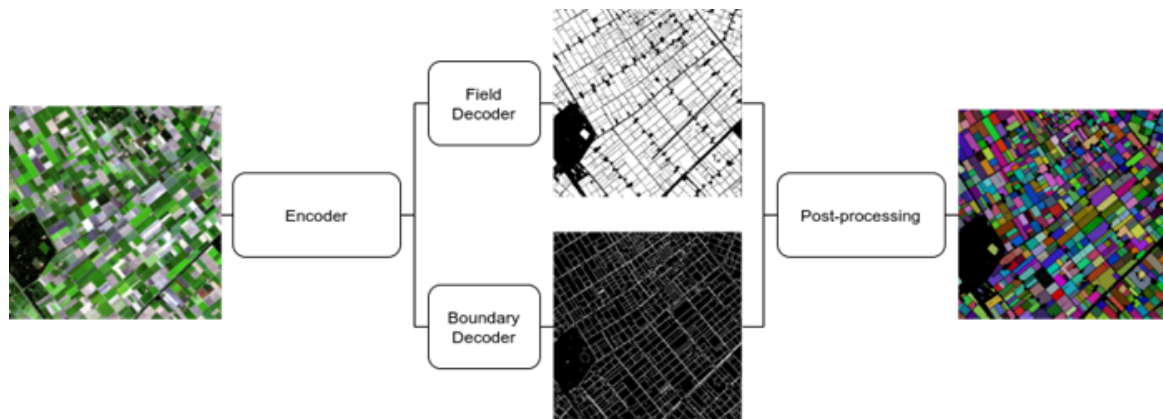 Field
Decoder
Encoder
Post-processing
Boundary
Decoder